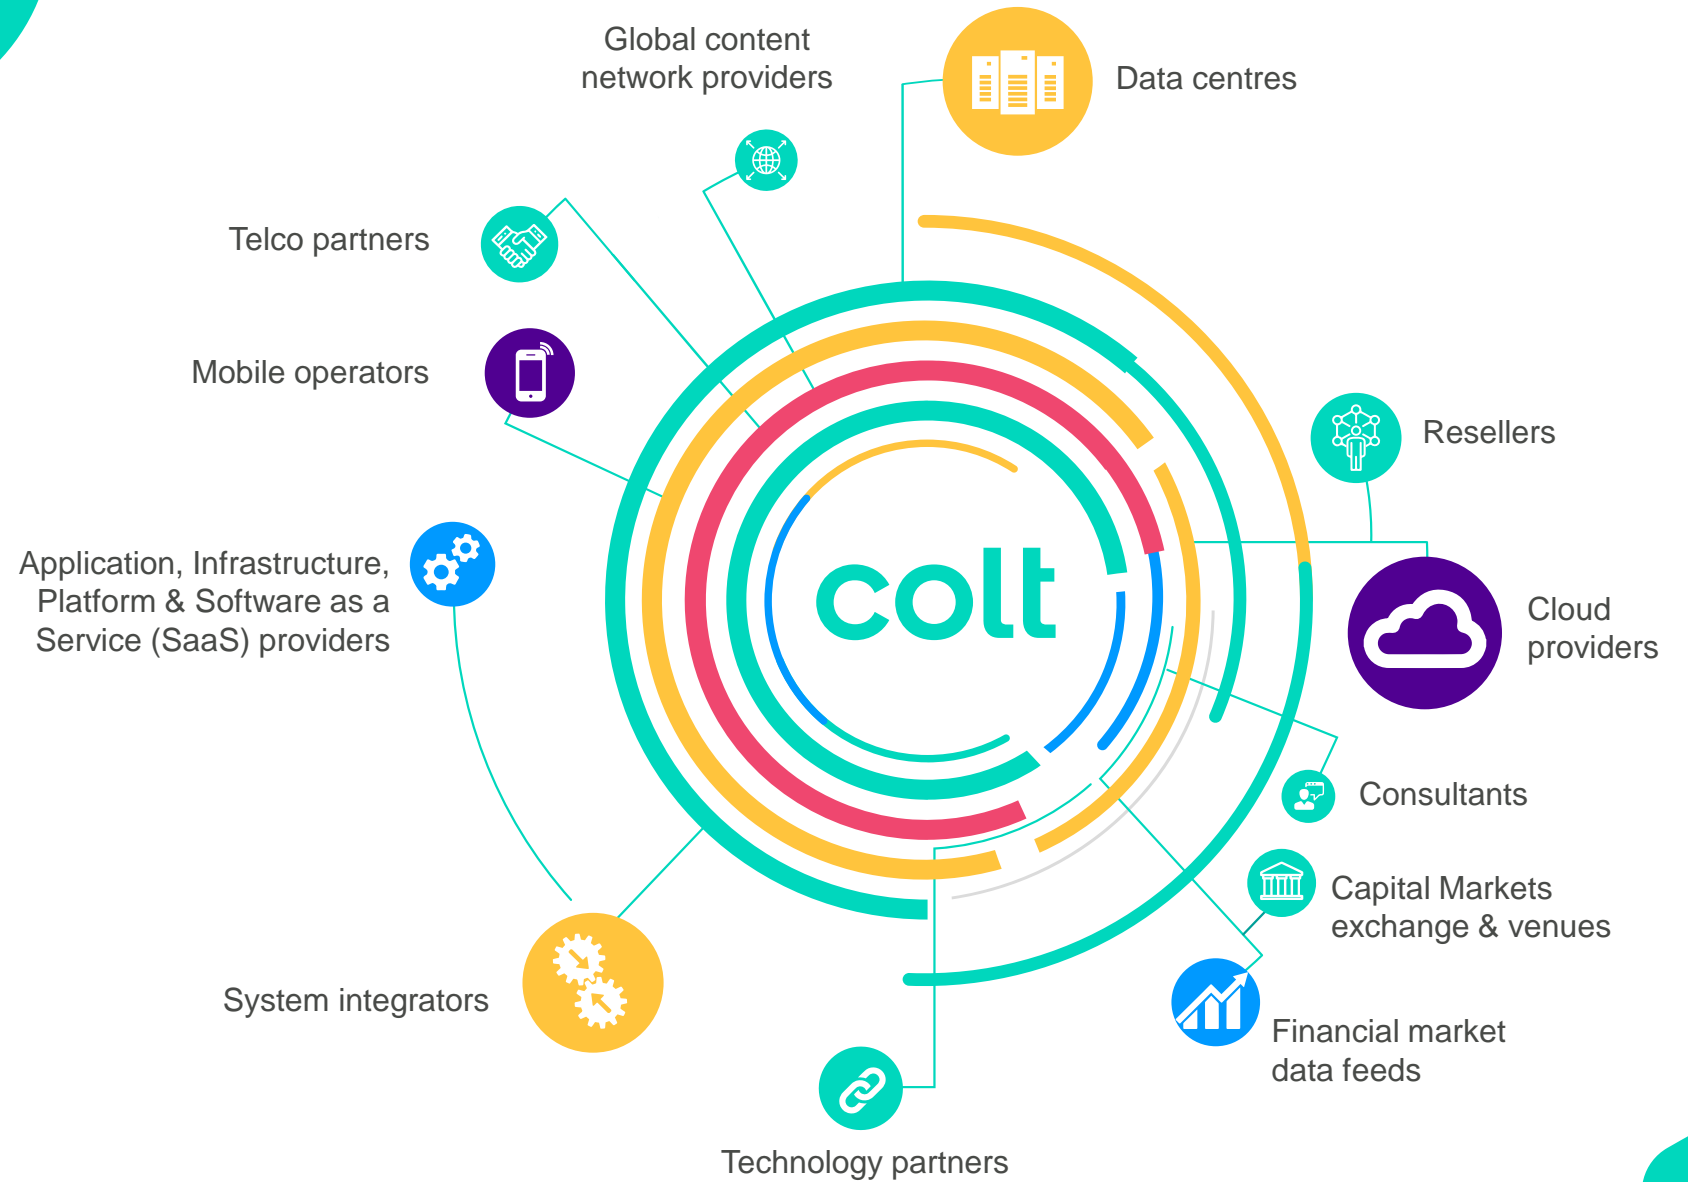 Global content
network providers
Data centres
Telco partners
Mobile operators
Resellers
Application, Infrastructure,
Platform & Software as a
Service (SaaS) providers
colt
Cloud
providers
Consultants
Capital Markets
exchange & venues
System integrators
Financial market
data feeds
Technology partners